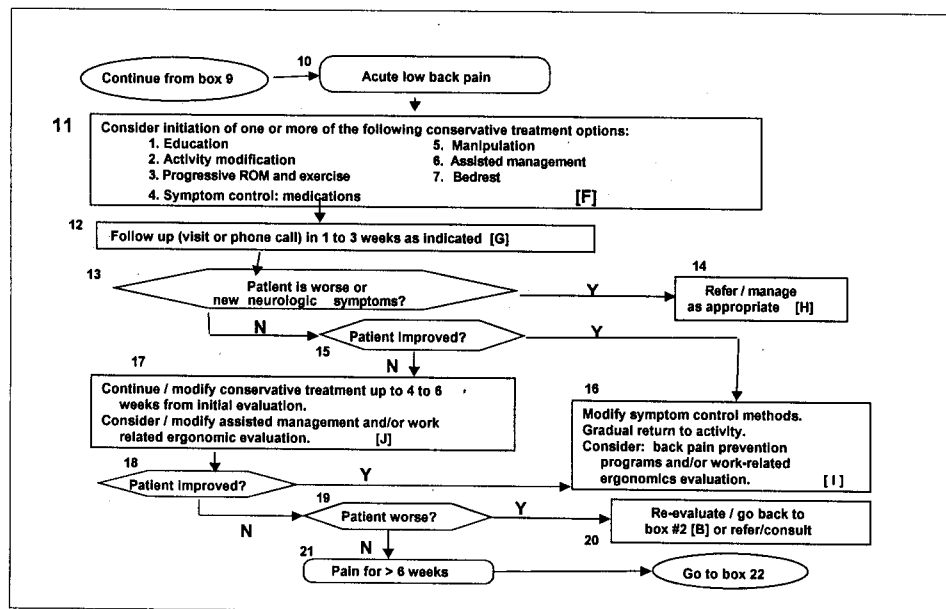 10
Continue from box 9
Acute low back pain
11
Consider initiation of one or more of the following conservative treatment options:
1. Education
5. Manipulation
2. Activity modification
6. Assisted management
3. Progressive ROM and exercise
7. Bedrest
4. Symptom control: medications
[F]
12
Follow up (visit or phone call) in 1 to 3 weeks as indicated [G]
13
Patient is worse or
new neurologic symptoms?
Y
14
Refer / manage
as appropriate [H]
N
15
Patient Improved?
Y
N
17
Continue / modify conservative treatment up to 4 to 6
weeks from initial evaluation.
Consider / modify assisted management and/or work
related ergonomic evaluation. [J]
16
Modify symptom control methods.
Gradual return to activity.
Consider: back pain prevention
programs and/or work-related
ergonomics evaluation. [I]
18
Patient Improved?
Y
N
19
Patient worse?
Y
20
Re-evaluate / go back to
box #2 [B] or refer/consult
N
21
Pain for > 6 weeks
Go to box 22